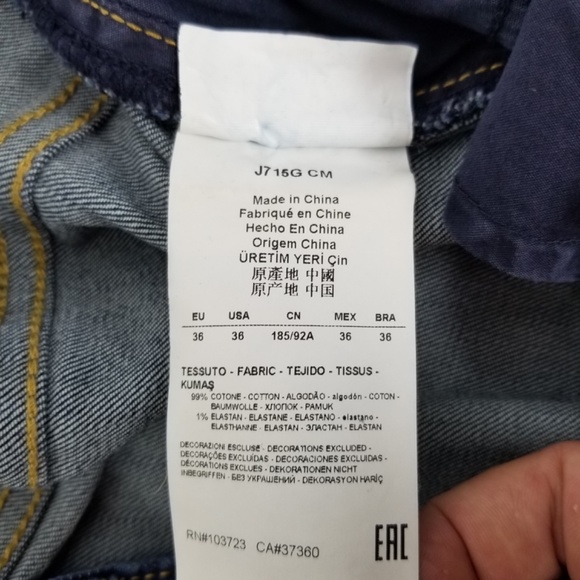 J715G CM
Made in China
Fabriqué en Chine
Hecho En China
Origem China
ÜRETİM YERİ Çin
原產地 中國
原产地 中国
EU USA CN MEX BRA
36 36 185/92A 36 36
TESSUTO - FABRIC - TEJIDO - TISSUS -
KUMAŞ
99% COTONE - COTTON - ALGODÃO - algodón - COTON -
BAUMWOLLE - ХЛОПОК - PAMUK
1% ELASTAN - ELASTANE - ELASTANO - elastano -
ELASTHANNE - ELASTAN - ЭЛАСТАН - ELASTAN
DECORAZIONI ESCLUSE - DECORATIONS EXCLUDED -
DECORAÇÕES EXCLUÍDAS - DECORACIONES EXCLUIDAS -
DÉCORATIONS EXCLUES - DEKORATIONEN NICHT
INBEGRIFFEN - БЕЗ УКРАШЕНИЙ - DEKORASYON HARİÇ
RN#103723 CA#37360 EAC